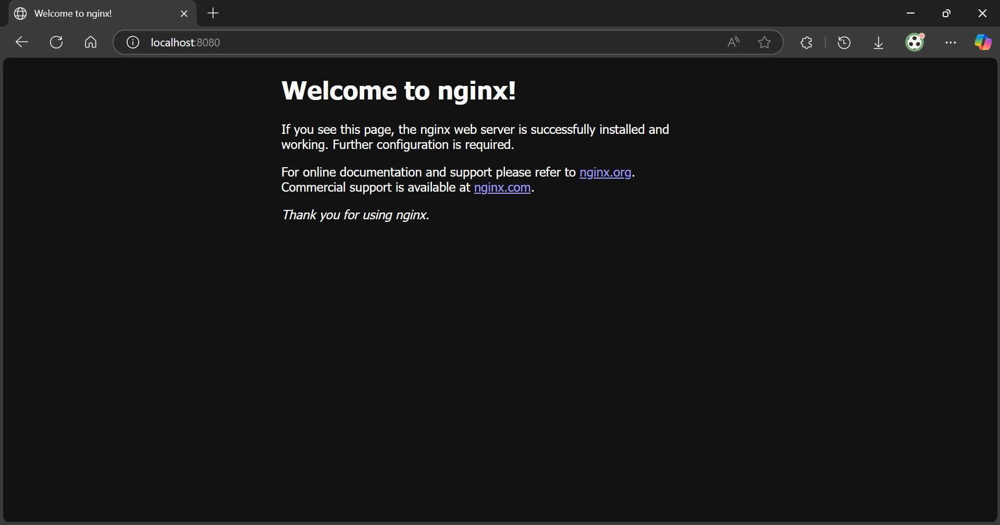 Welcome to nginx!
localhost:8080
Welcome to nginx!
If you see this page, the nginx web server is successfully installed and
working. Further configuration is required.
For online documentation and support please refer to nginx.org.
Commercial support is available at nginx.com.
Thank you for using nginx.